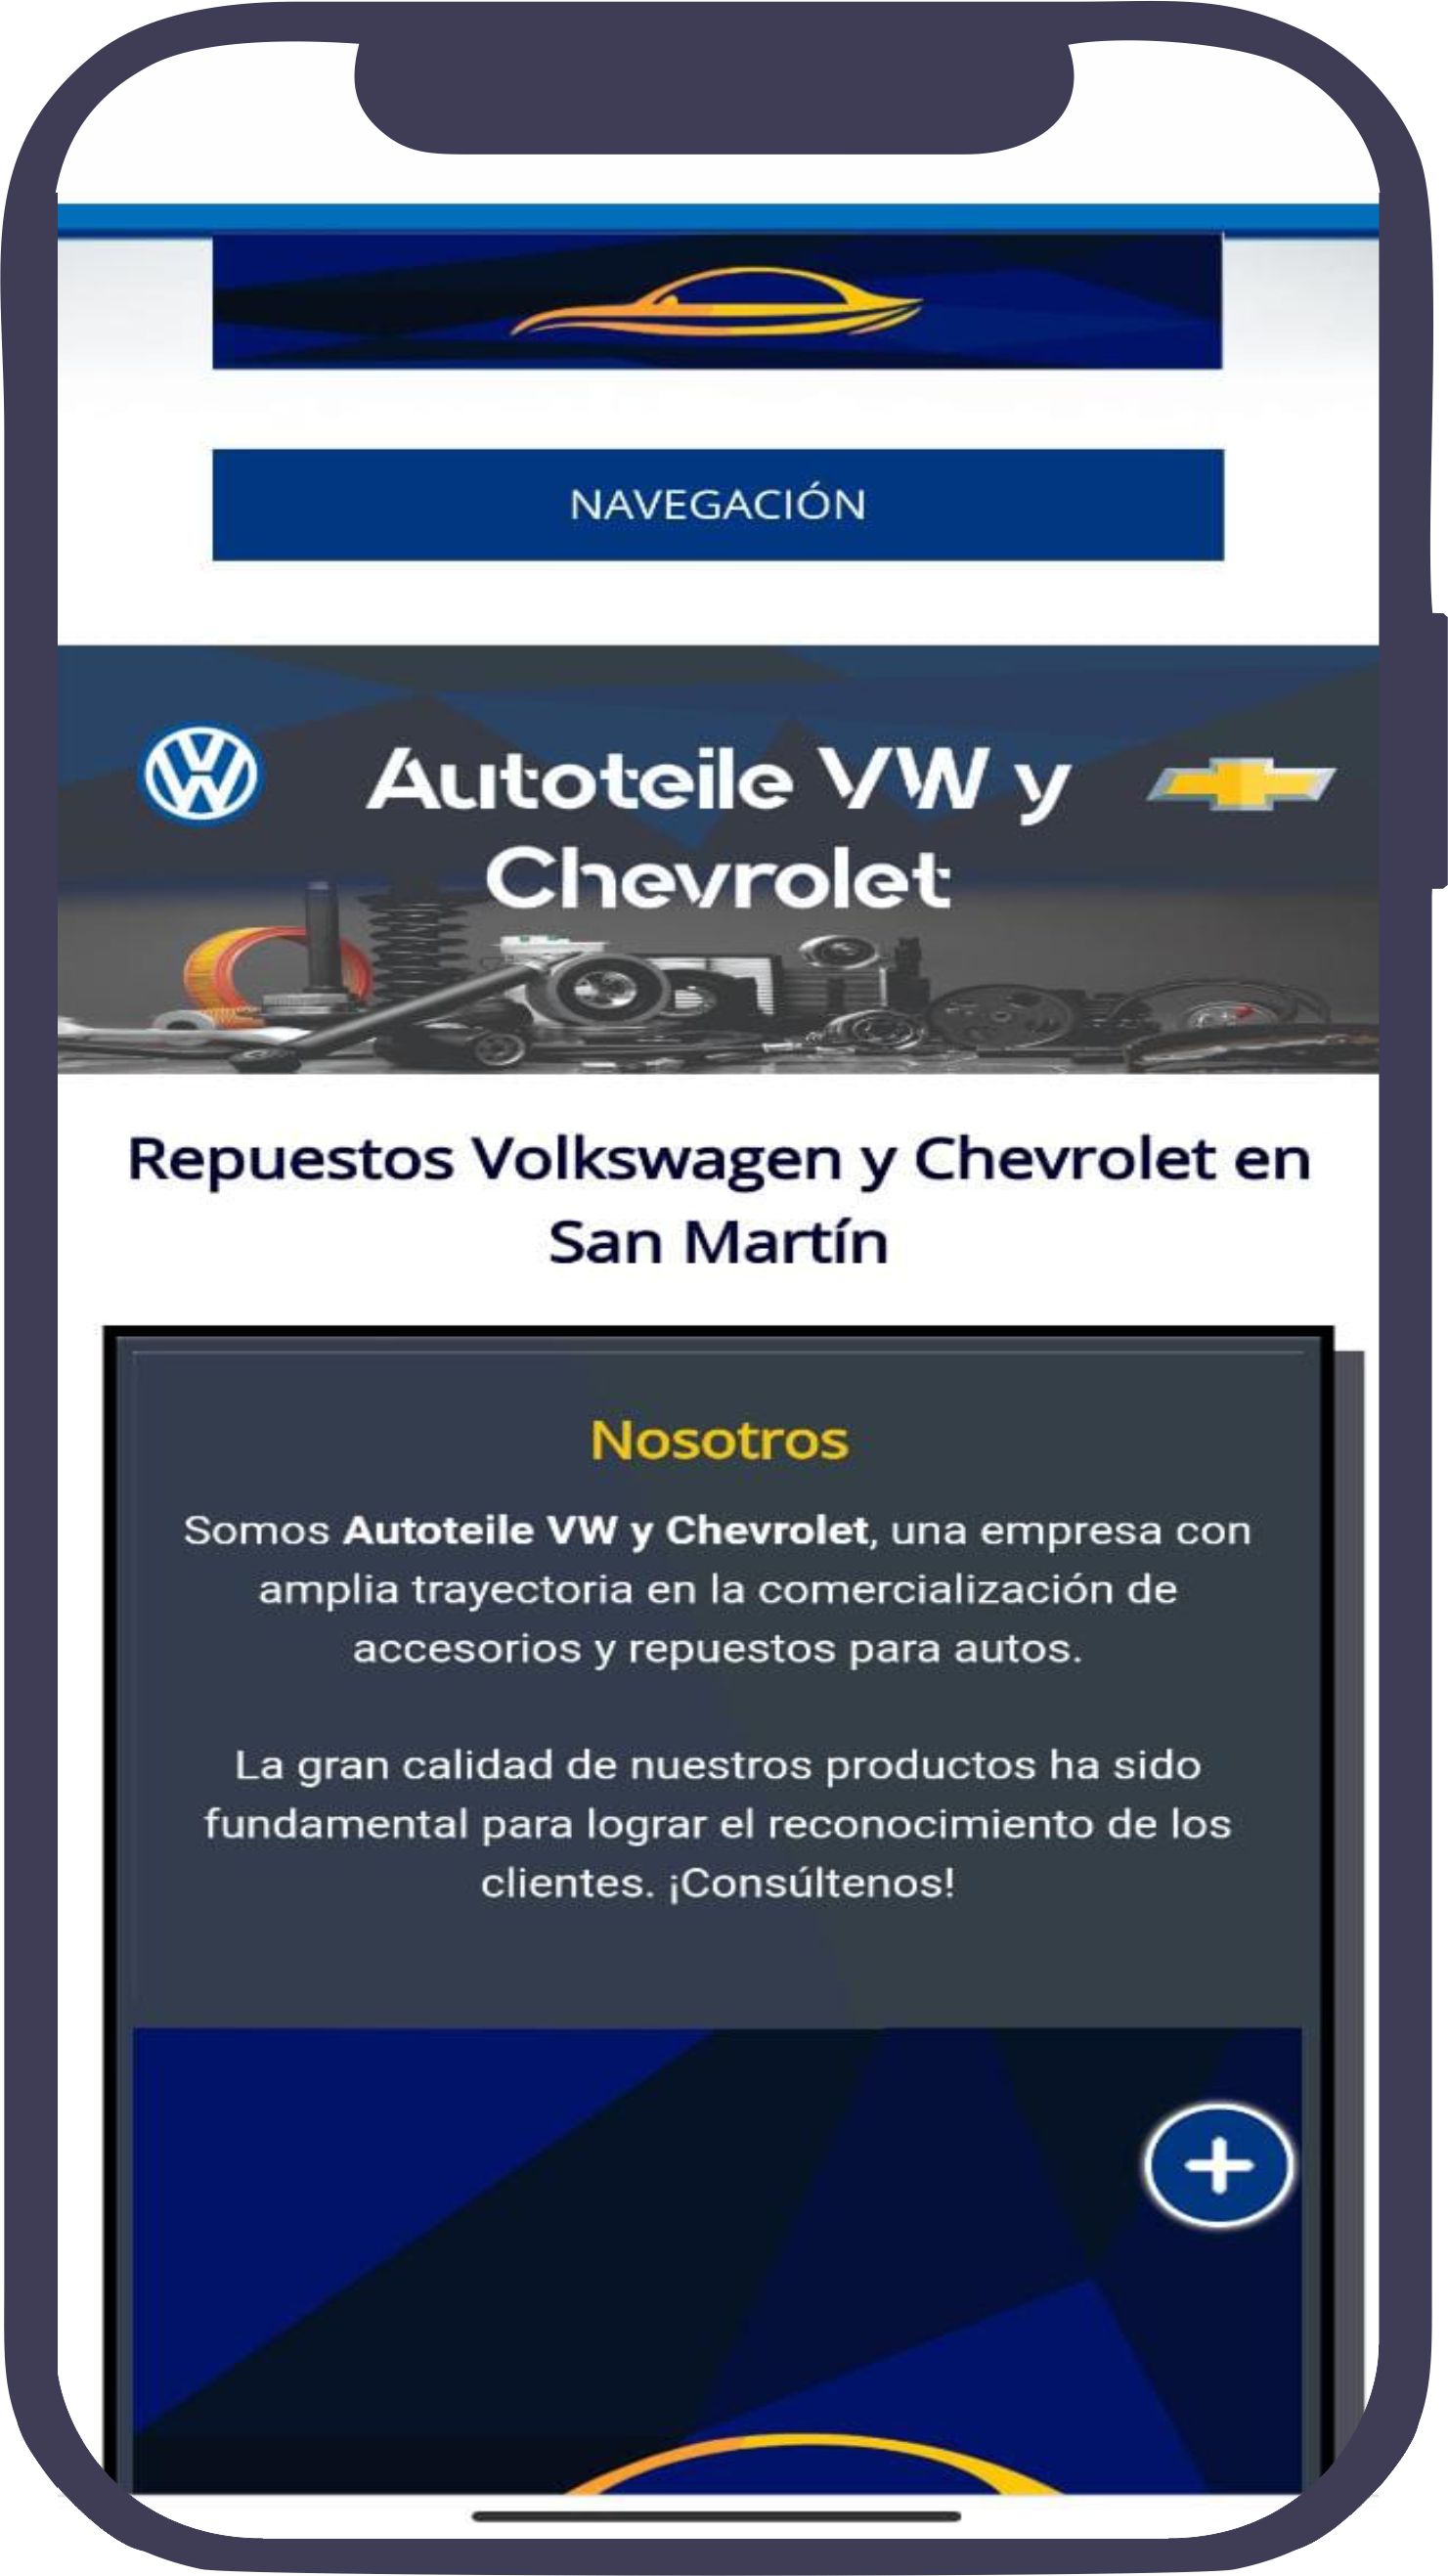 NAVEGACIÓN
Autoteile VW y
Chevrolet
Repuestos Volkswagen y Chevrolet en
San Martín
Nosotros
Somos Autoteile VW y Chevrolet, una empresa con
amplia trayectoria en la comercialización de
accesorios y repuestos para autos.
La gran calidad de nuestros productos ha sido
fundamental para lograr el reconocimiento de los
clientes. ¡Consúltenos!